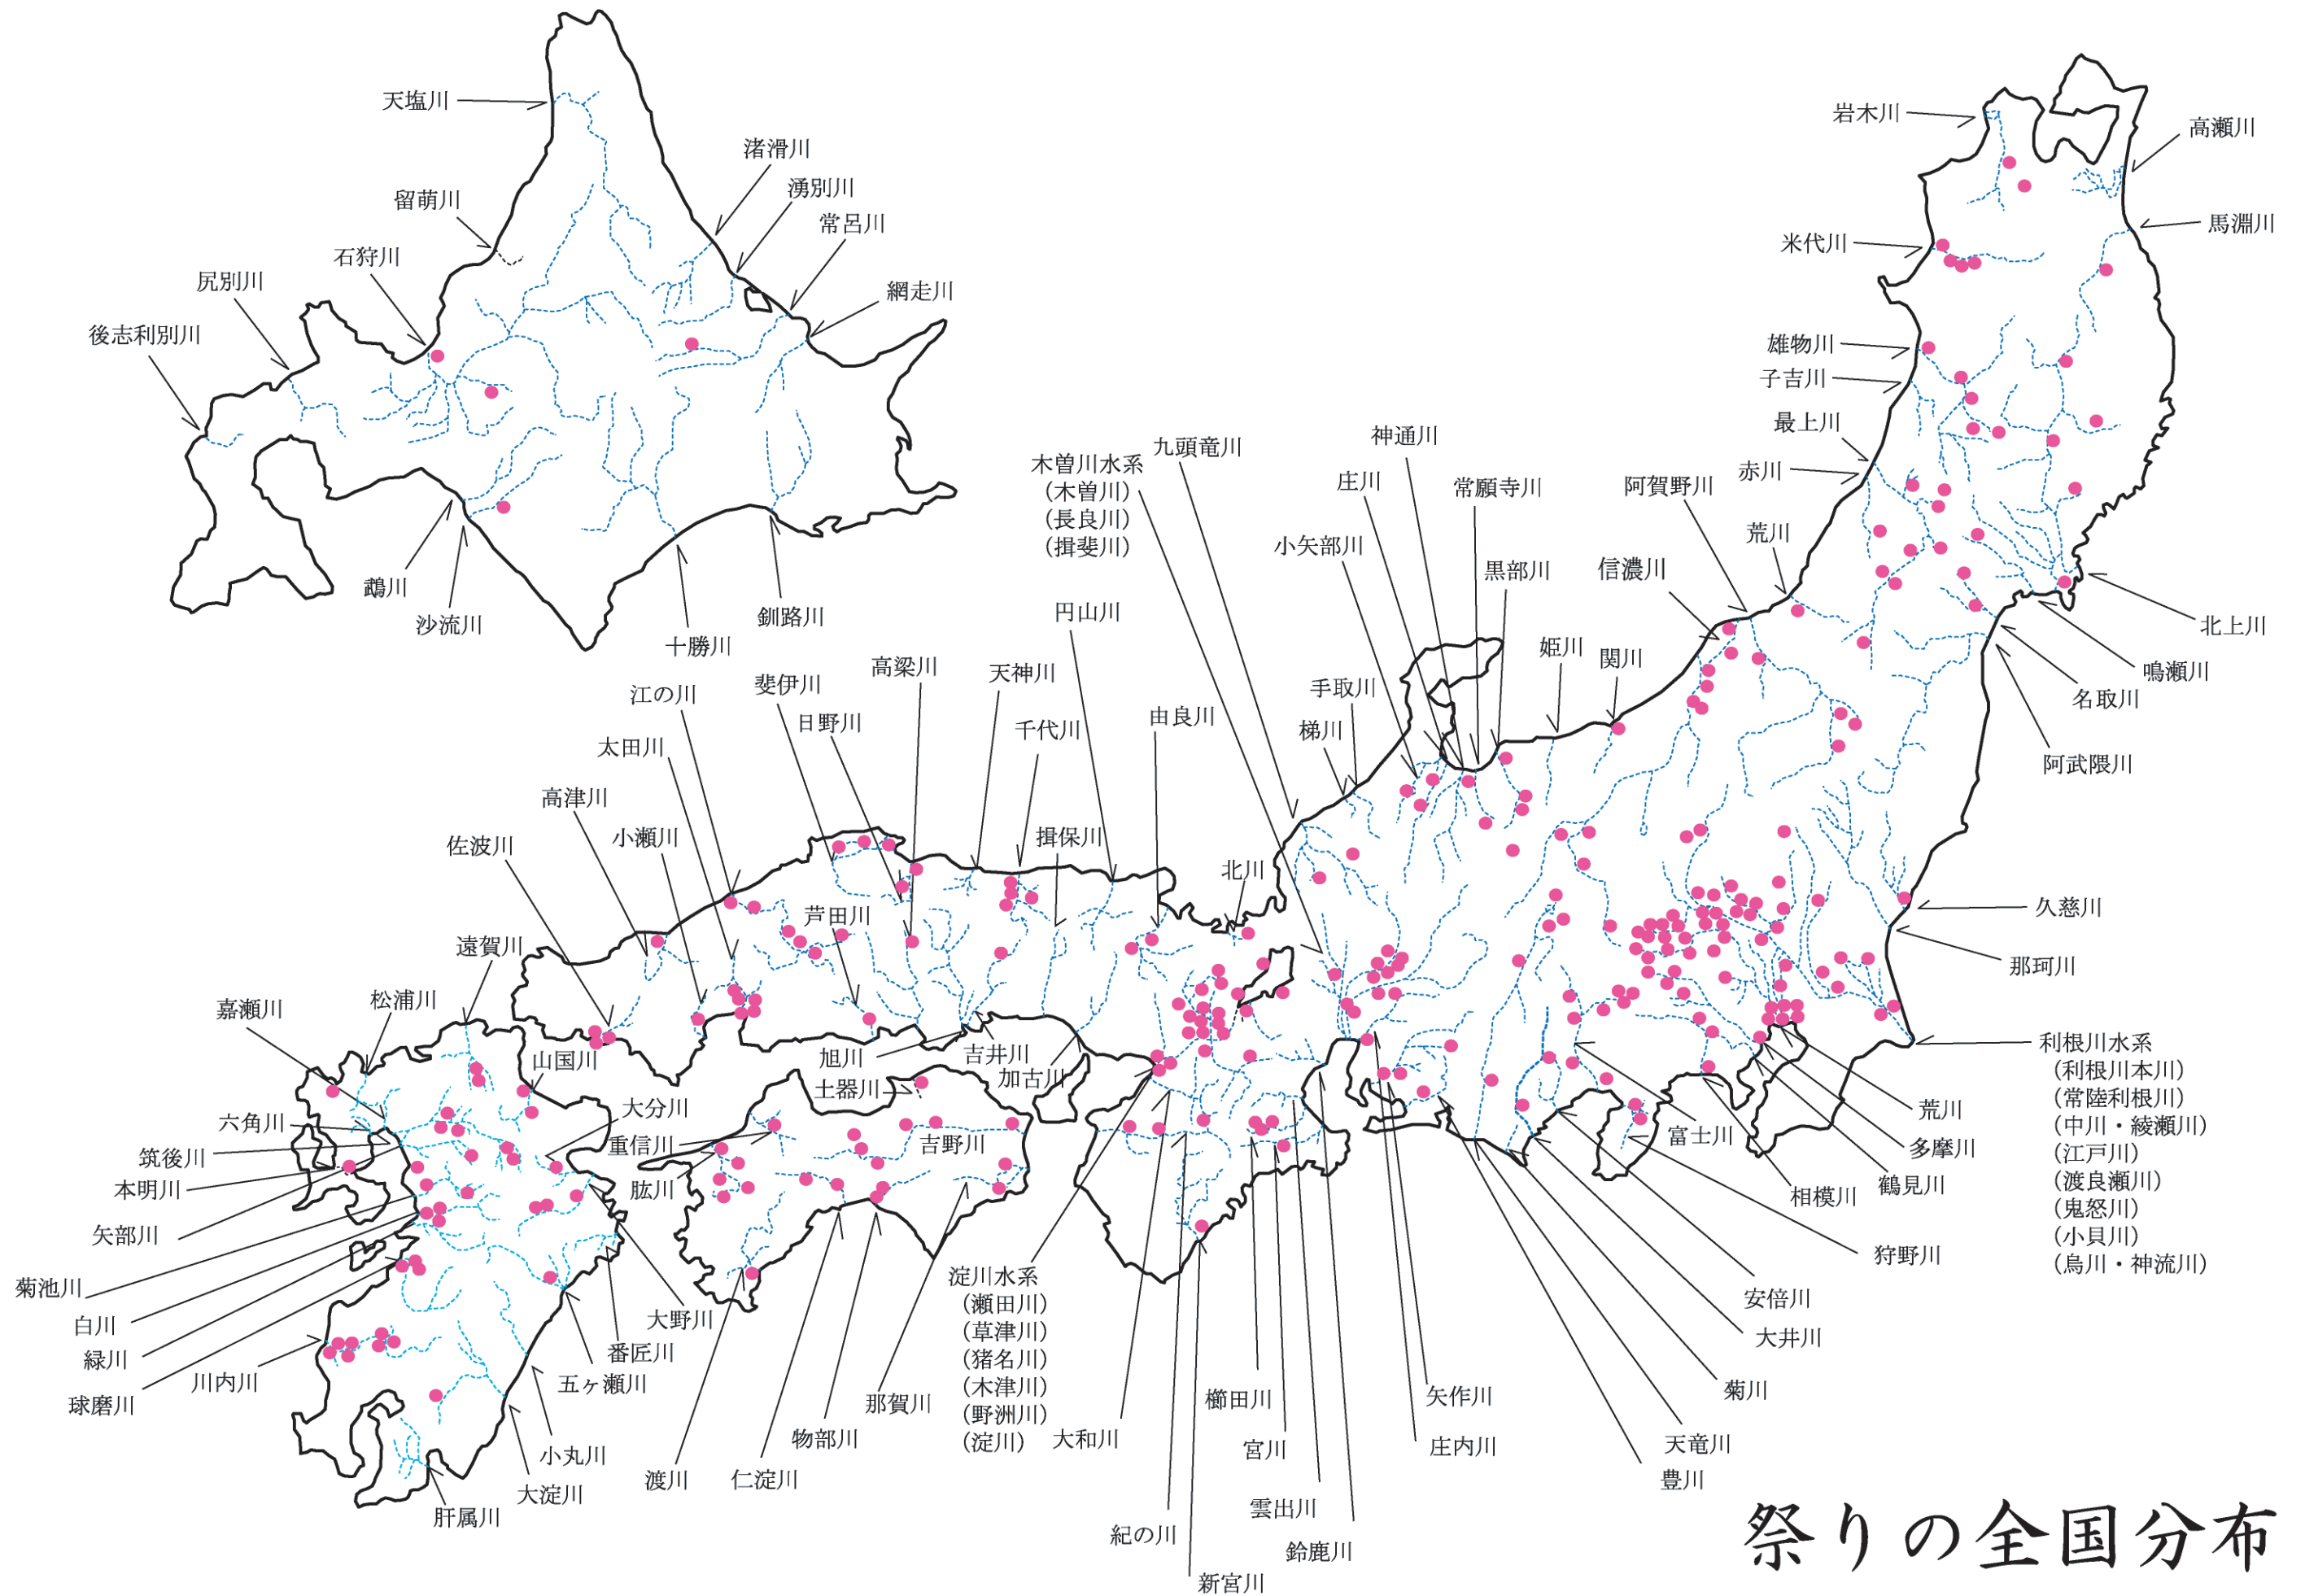 天塩川
渚滑川
湧別川
常呂川
網走川
留萌川
石狩川
尻別川
後志利別川
鵡川
沙流川
十勝川
釧路川
岩木川
高瀬川
馬淵川
米代川
雄物川
子吉川
最上川
赤川
荒川
阿賀野川
信濃川
北上川
鳴瀬川
名取川
阿武隈川
久慈川
那珂川
利根川水系
（利根川本川）
（常陸利根川）
（中川・綾瀬川）
（江戸川）
（渡良瀬川）
（鬼怒川）
（小貝川）
（烏川・神流川）
荒川
多摩川
鶴見川
相模川
富士川
狩野川
安倍川
大井川
菊川
天竜川
豊川
矢作川
庄内川
木曽川水系
（木曽川）
（長良川）
（揖斐川）
九頭竜川
神通川
庄川
常願寺川
小矢部川
黒部川
姫川
関川
手取川
梯川
円山川
由良川
北川
揖保川
千代川
天神川
高梁川
日野川
斐伊川
江の川
太田川
高津川
小瀬川
佐波川
芦田川
旭川
吉井川
加古川
土器川
吉野川
重信川
肱川
渡川
仁淀川
物部川
那賀川
淀川水系
（瀬田川）
（草津川）
（猪名川）
（木津川）
（野洲川）
（淀川）
大和川
紀の川
新宮川
櫛田川
宮川
雲出川
鈴鹿川
遠賀川
松浦川
嘉瀬川
山国川
大分川
六角川
筑後川
本明川
矢部川
菊池川
白川
緑川
球磨川
川内川
大野川
番匠川
五ヶ瀬川
小丸川
大淀川
肝属川
祭りの全国分布